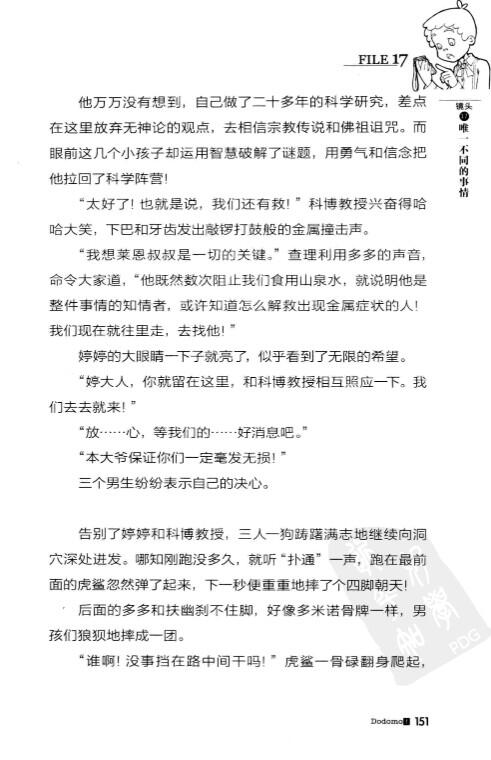 FILE 17
镜头
17
唯一不同的事情
他万万没有想到，自己做了二十多年的科学研究，差点
在这里放弃无神论的观点，去相信宗教传说和佛祖诅咒。而
眼前这几个小孩子却运用智慧破解了谜题，用勇气和信念把
他拉回了科学阵营！
“太好了！也就是说，我们还有救！”科博教授兴奋得哈
哈大笑，下巴和牙齿发出敲锣打鼓般的金属撞击声。
“我想莱恩叔叔是一切的关键。”查理利用多多的声音，
命令大家道，“他既然数次阻止我们食用山泉水，就说明他是
整件事情的知情者，或许知道怎么解救出现金属症状的人！
我们现在就往里走，去找他！”
婷婷的大眼睛一下子就亮了，似乎看到了无限的希望。
“婷大人，你就留在这里，和科博教授相互照应一下。我
们去去就来！”
“放……心，等我们的……好消息吧。”
“本大爷保证你们一定毫发无损！”
三个男生纷纷表示自己的决心。
告别了婷婷和科博教授，三人一狗踌躇满志地继续向洞
穴深处进发。哪知刚跑没多久，就听“扑通”一声，跑在最前
面的虎鲨忽然弹了起来，下一秒便重重地摔了个四脚朝天！
后面的多多和扶幽刹不住脚，好像多米诺骨牌一样，男
孩们狼狈地摔成一团。
“谁啊！没事挡在路中间干吗！”虎鲨一骨碌翻身爬起，
PDG
Dodomo 151